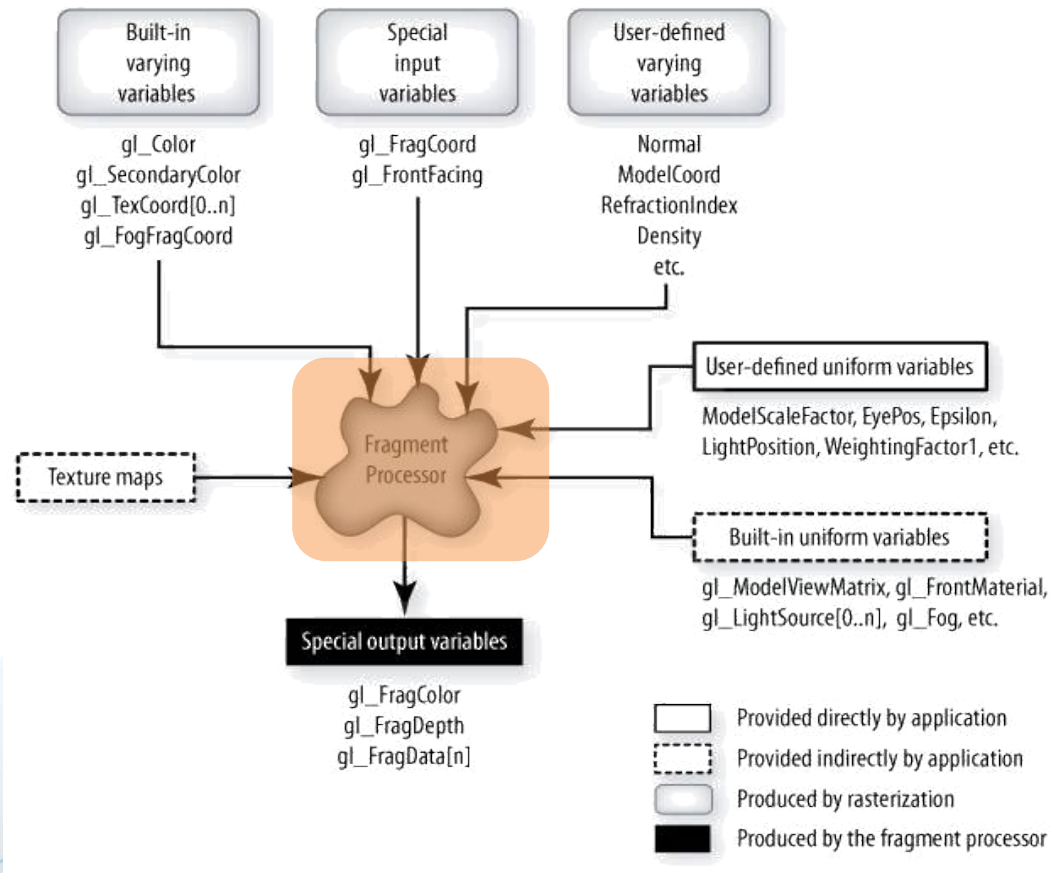 Built-in
varying
variables
gl_Color
gl_SecondaryColor
gl_TexCoord[0..n]
gl_FogFragCoord
Special
input
variables
gl_FragCoord
gl_FrontFacing
User-defined
varying
variables
Normal
ModelCoord
RefractionIndex
Density
etc.
User-defined uniform variables
ModelScaleFactor, EyePos, Epsilon,
LightPosition, WeightingFactor1, etc.
Fragment
Processor
Texture maps
Built-in uniform variables
gl_ModelViewMatrix, gl_FrontMaterial,
gl_LightSource[0..n], gl_Fog, etc.
Special output variables
gl_FragColor
gl_FragDepth
gl_FragData[n]
Provided directly by application
Provided indirectly by application
Produced by rasterization
Produced by the fragment processor